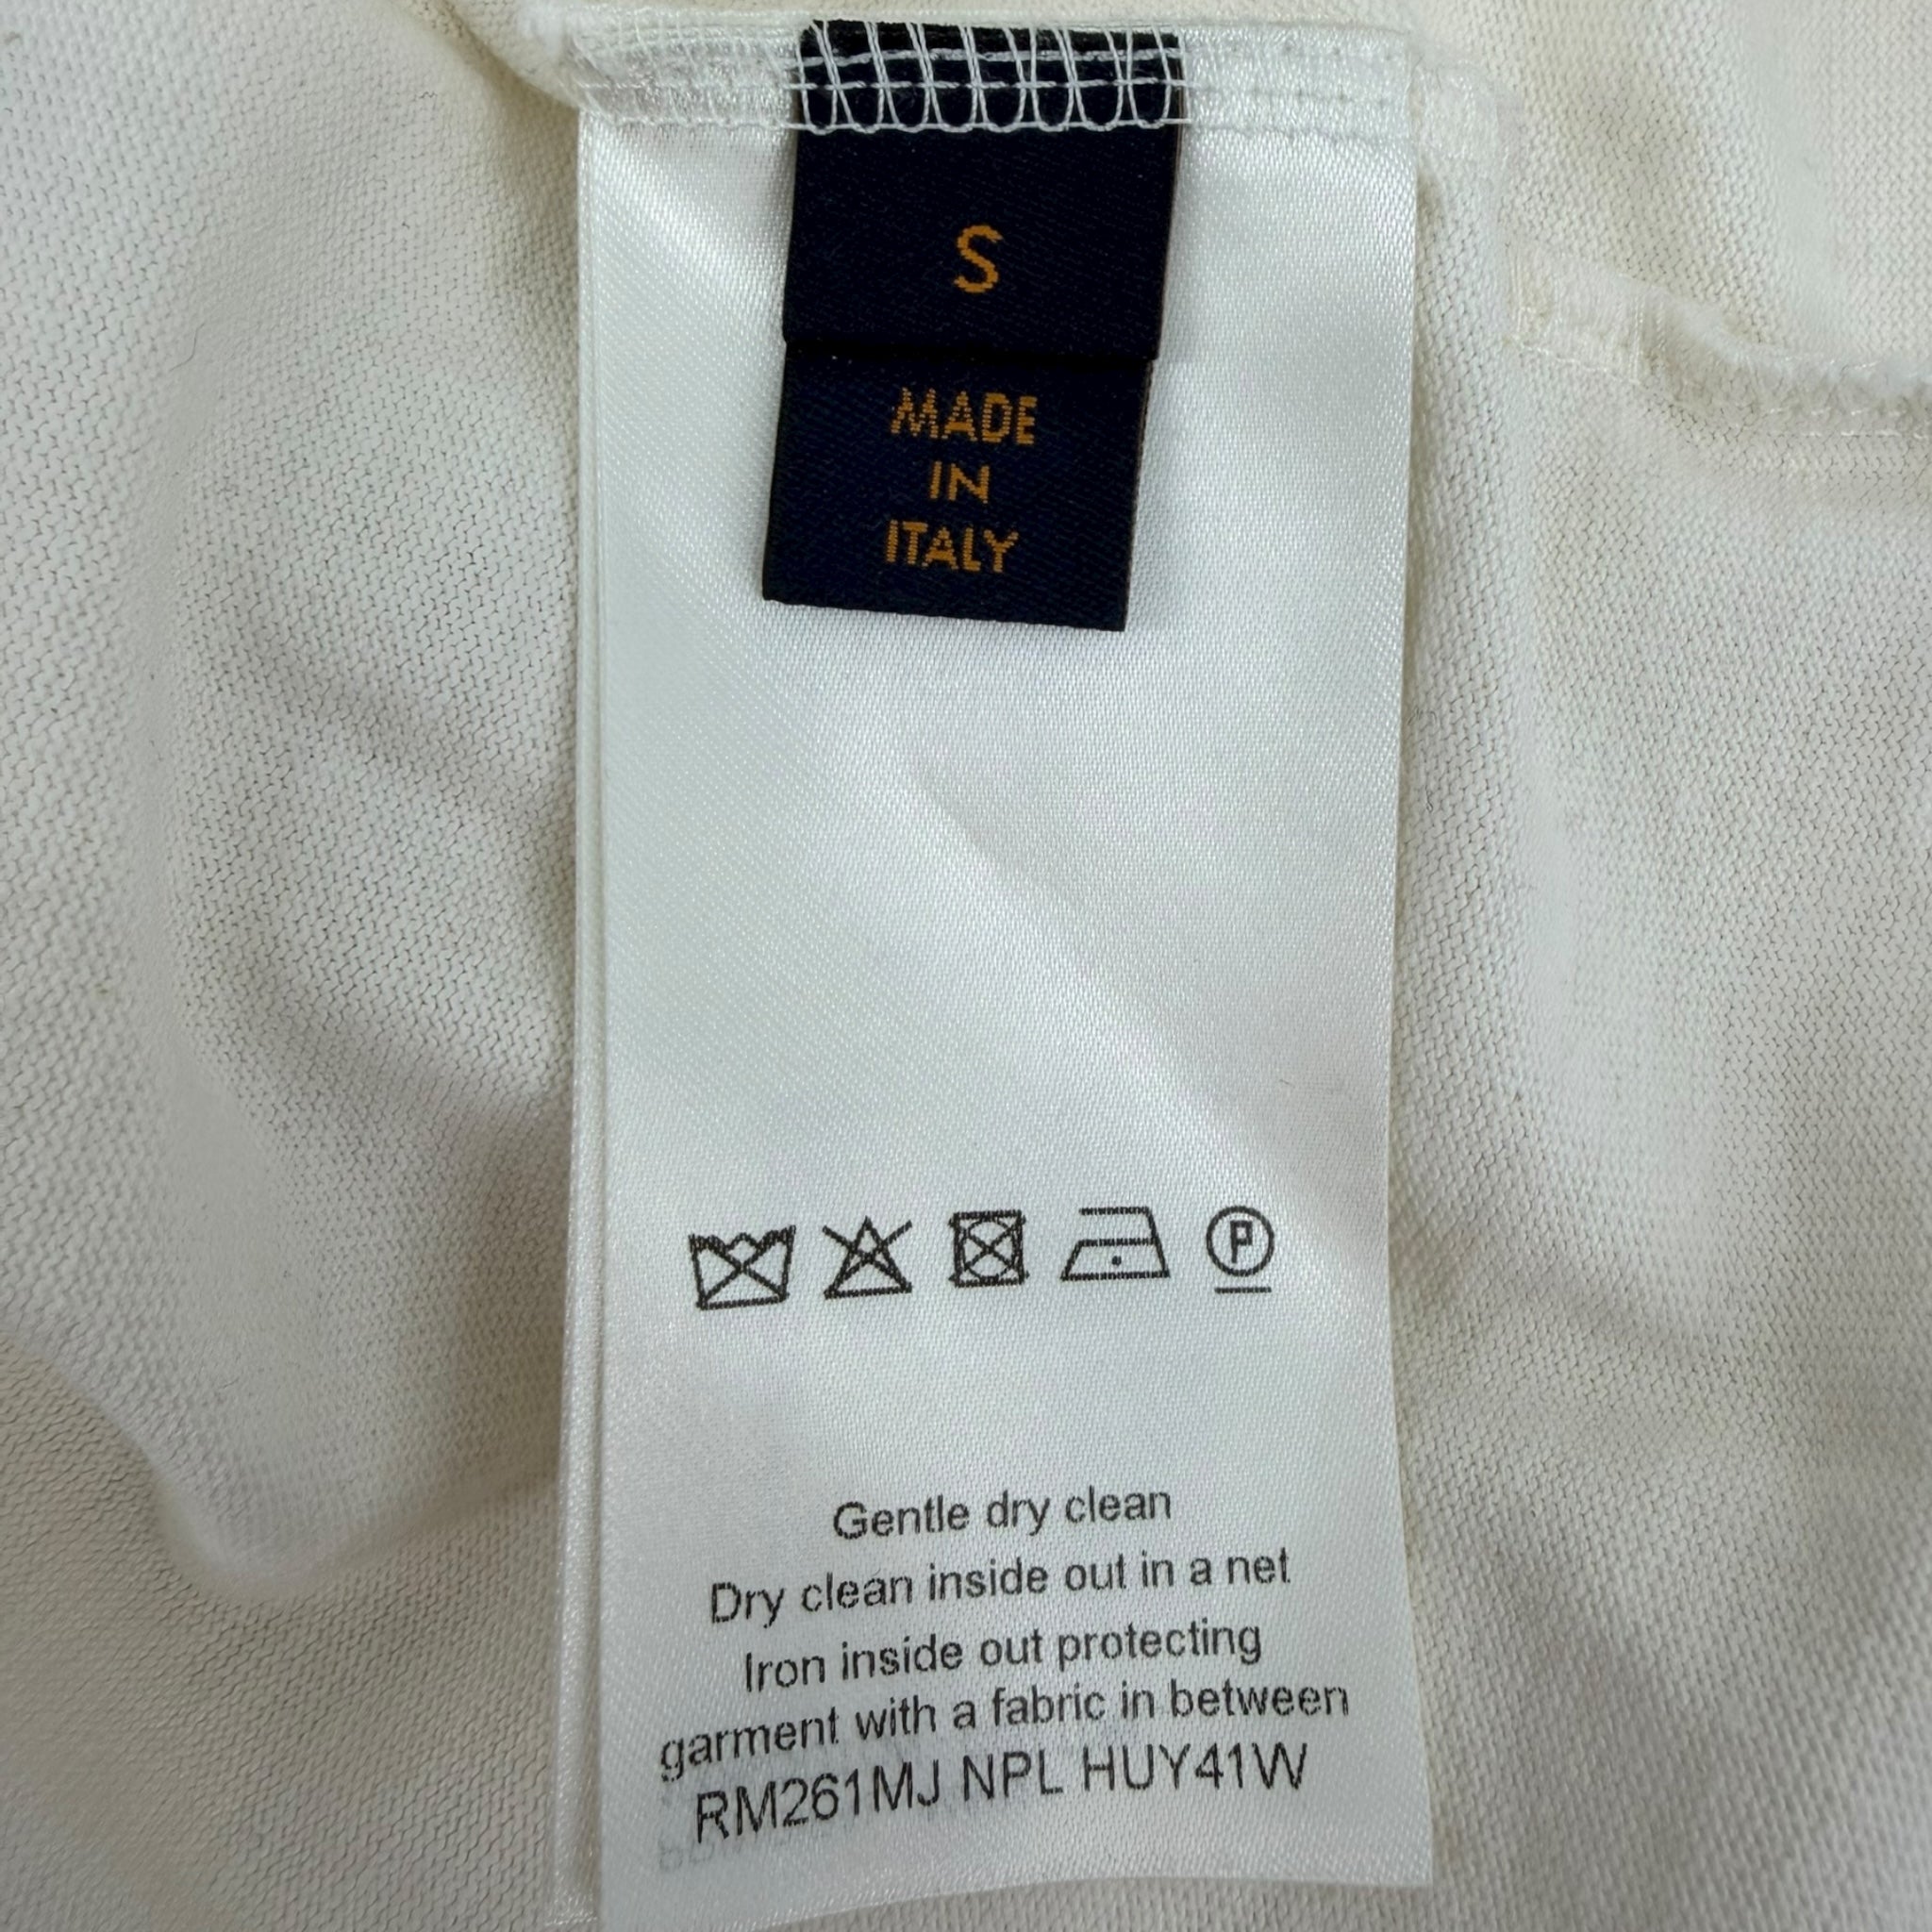 S
MADE
IN
ITALY
P
Gentle dry clean
Dry clean inside out in a net
Iron inside out protecting
garment with a fabric in between
RM261MJ NPL HUY41W